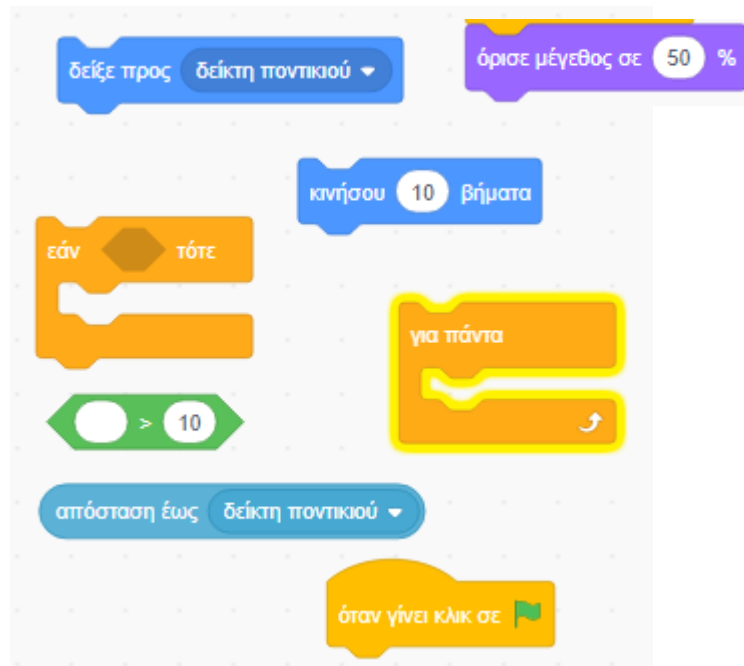 δείξε προς δείκτη ποντικιού
όρισε μέγεθος σε 50 %
κινήσου 10 βήματα
εάν τότε
για πάντα
> 10
απόσταση έως δείκτη ποντικιού
όταν γίνει κλικ σε